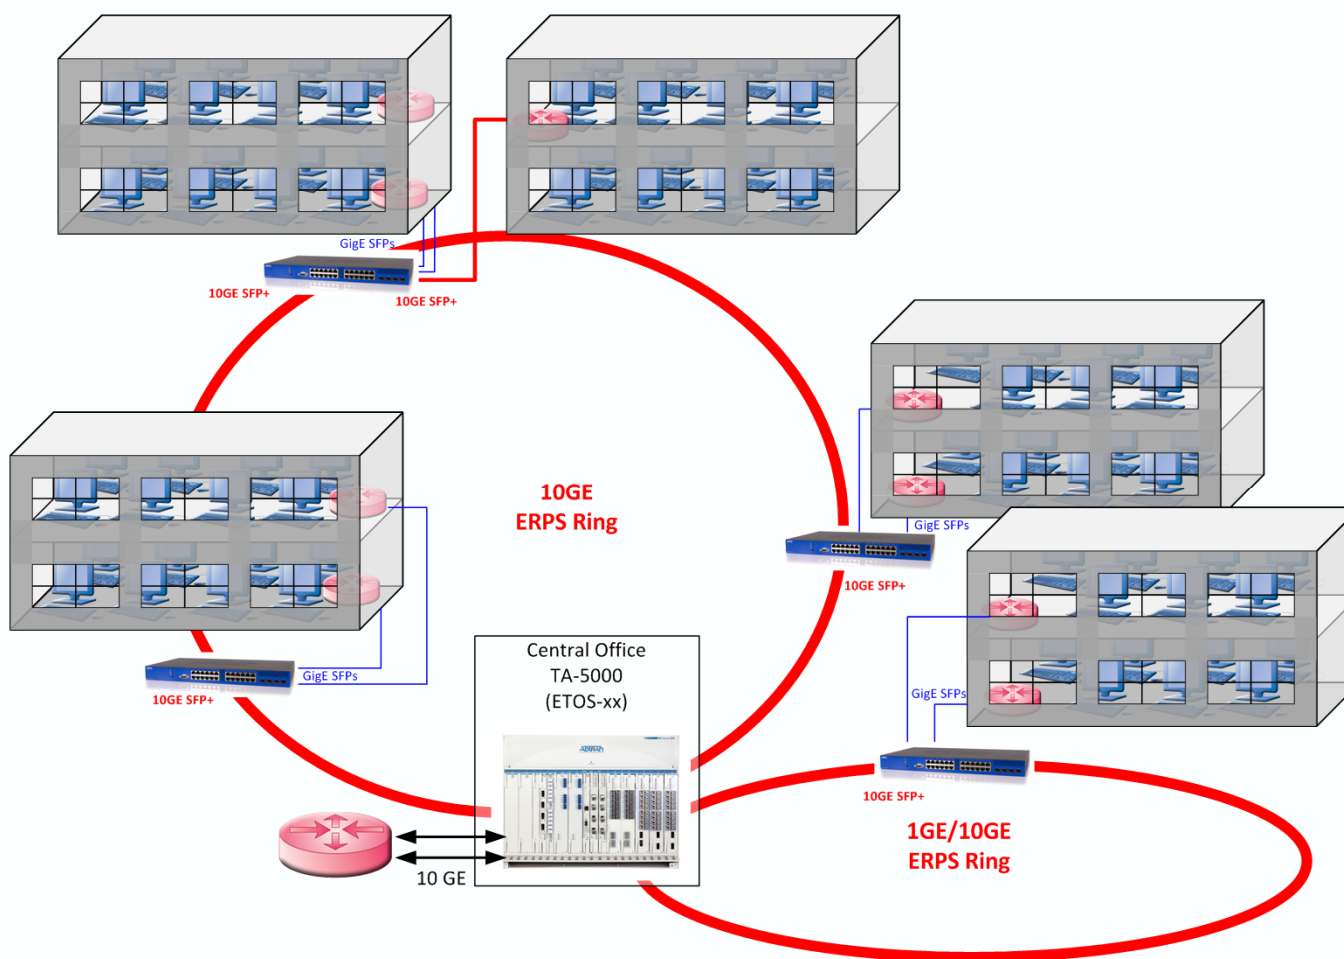 GigE SFPs
10GE SFP+
10GE SFP+
10GE
ERPS Ring
GigE SFPs
10GE SFP+
GigE SFPs
10GE SFP+
Central Office
TA-5000
(ETOS-xx)
ADTRAN
GigE SFPs
10GE SFP+
1GE/10GE
ERPS Ring
10 GE